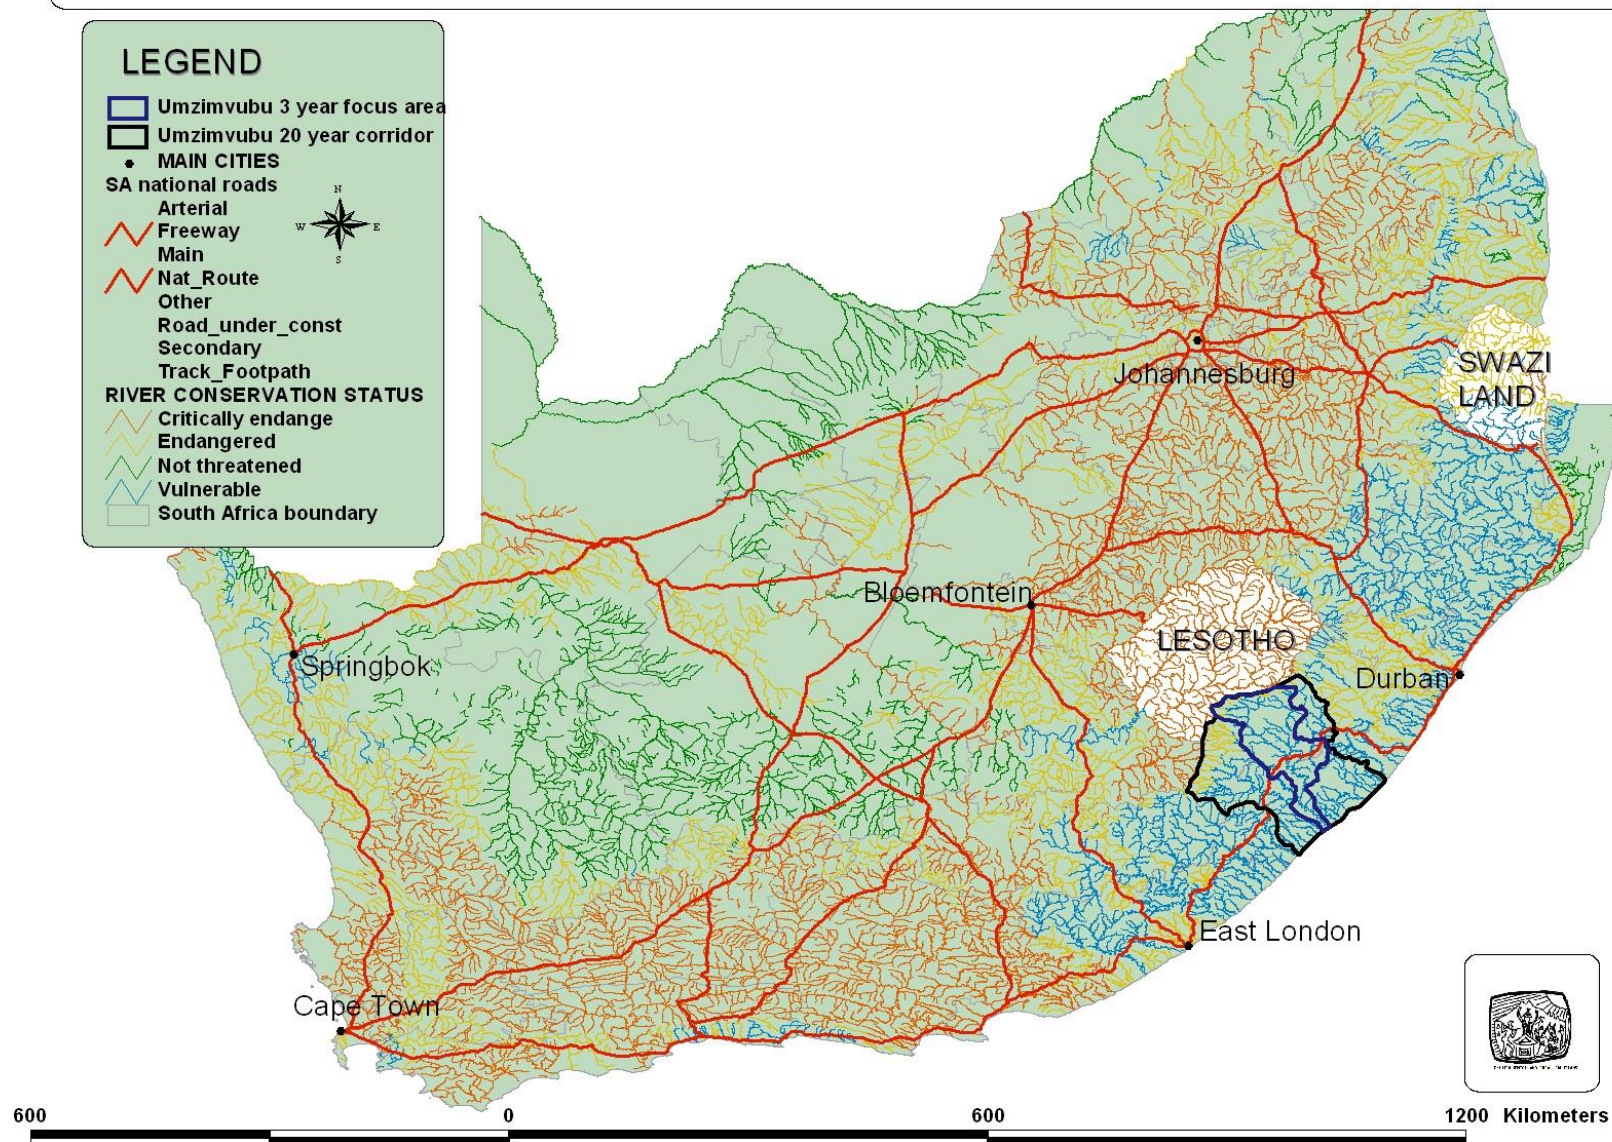 LEGEND
Umzimvubu 3 year focus area
Umzimvubu 20 year corridor
MAIN CITIES
SA national roads
Arterial
Freeway
Main
Nat_Route
Other
Road_under_const
Secondary
Track_Footpath
RIVER CONSERVATION STATUS
Critically endange
Endangered
Not threatened
Vulnerable
South Africa boundary
N
W
E
S
SWAZI
LAND
Johannesburg
Bloemfontein
LESOTHO
Springbok
Durban
East London
Cape Town
600
0
600
1200 Kilometers